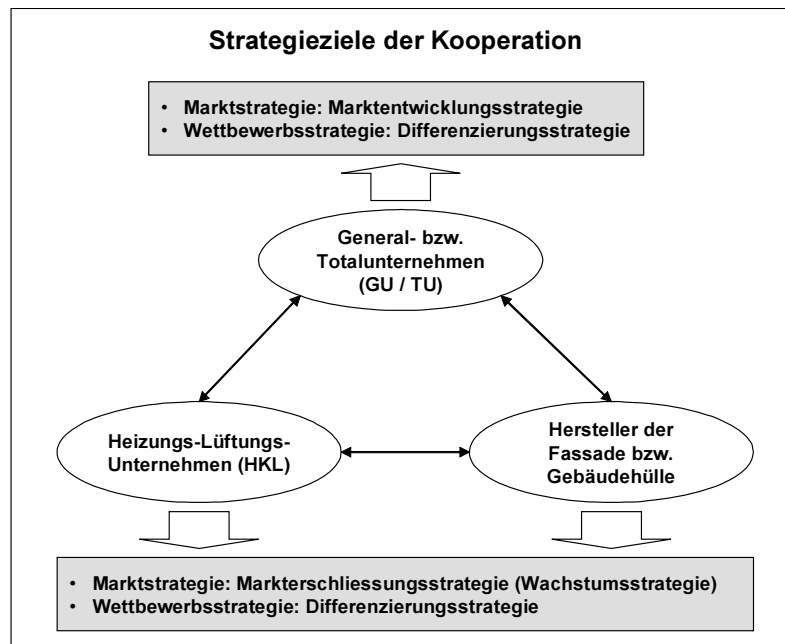 Strategieziele der Kooperation
• Marktstrategie: Marktentwicklungsstrategie
• Wettbewerbsstrategie: Differenzierungsstrategie
General- bzw.
Totalunternehmen
(GU / TU)
Heizungs-Lüftungs-
Unternehmen (HKL)
Hersteller der
Fassade bzw.
Gebäudehülle
• Marktstrategie: Markterschliessungsstrategie (Wachstumsstrategie)
• Wettbewerbsstrategie: Differenzierungsstrategie